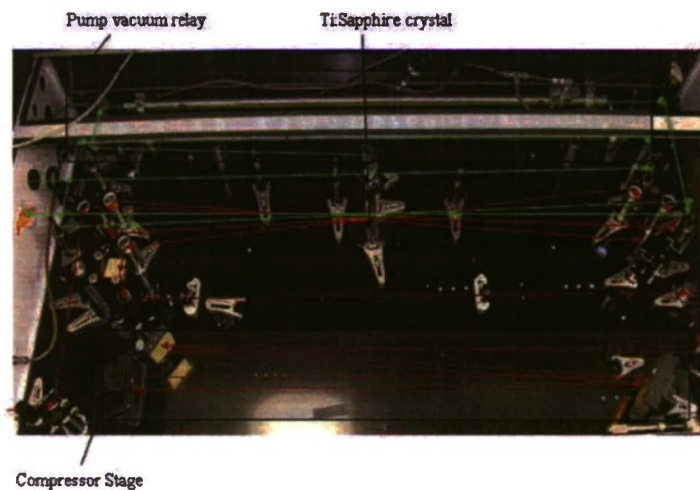 Pump vacuum relay
Ti:Sapphire crystal
Compressor Stage